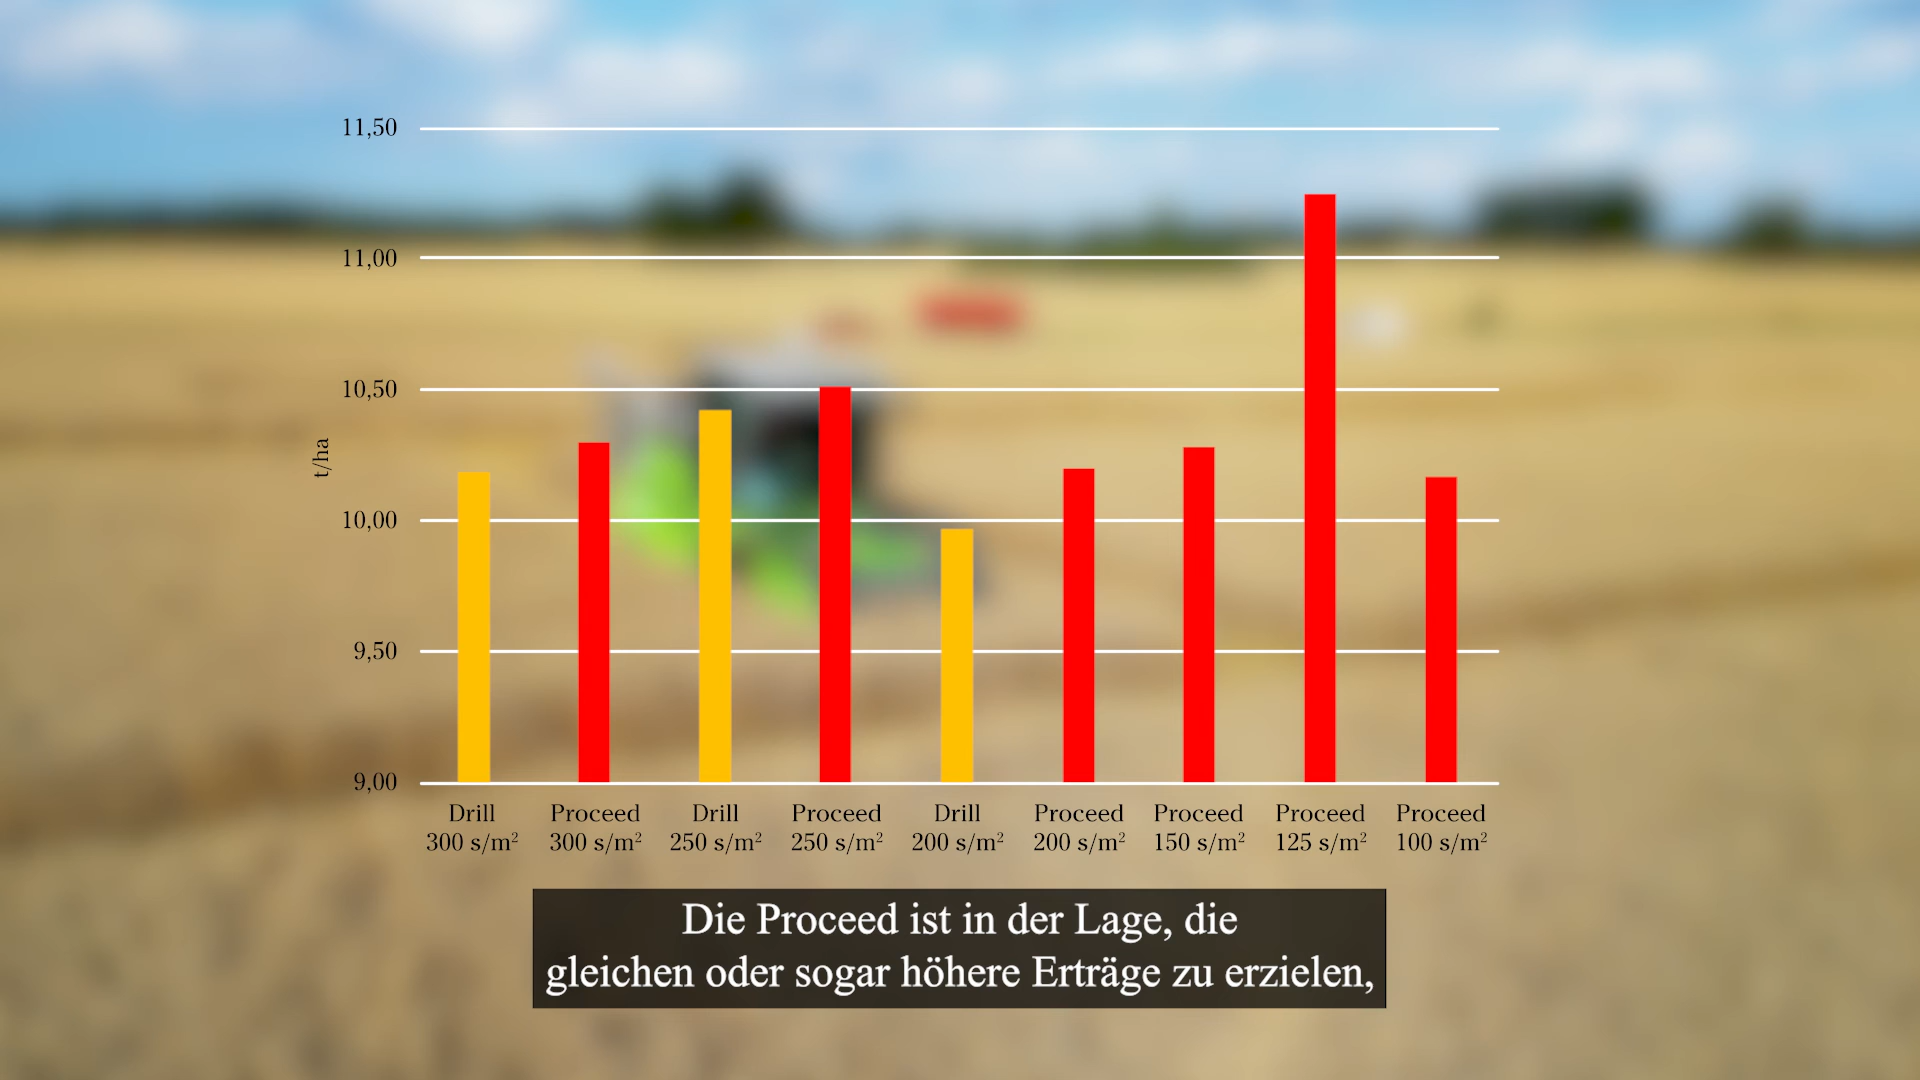 11,50
11,00
10,50
10,00
9,50
9,00
t/ha
Drill
300 s/m²
Proceed
300 s/m²
Drill
250 s/m²
Proceed
250 s/m²
Drill
200 s/m²
Proceed
200 s/m²
Proceed
150 s/m²
Proceed
125 s/m²
Proceed
100 s/m²
Die Proceed ist in der Lage, die
gleichen oder sogar höhere Erträge zu erzielen,